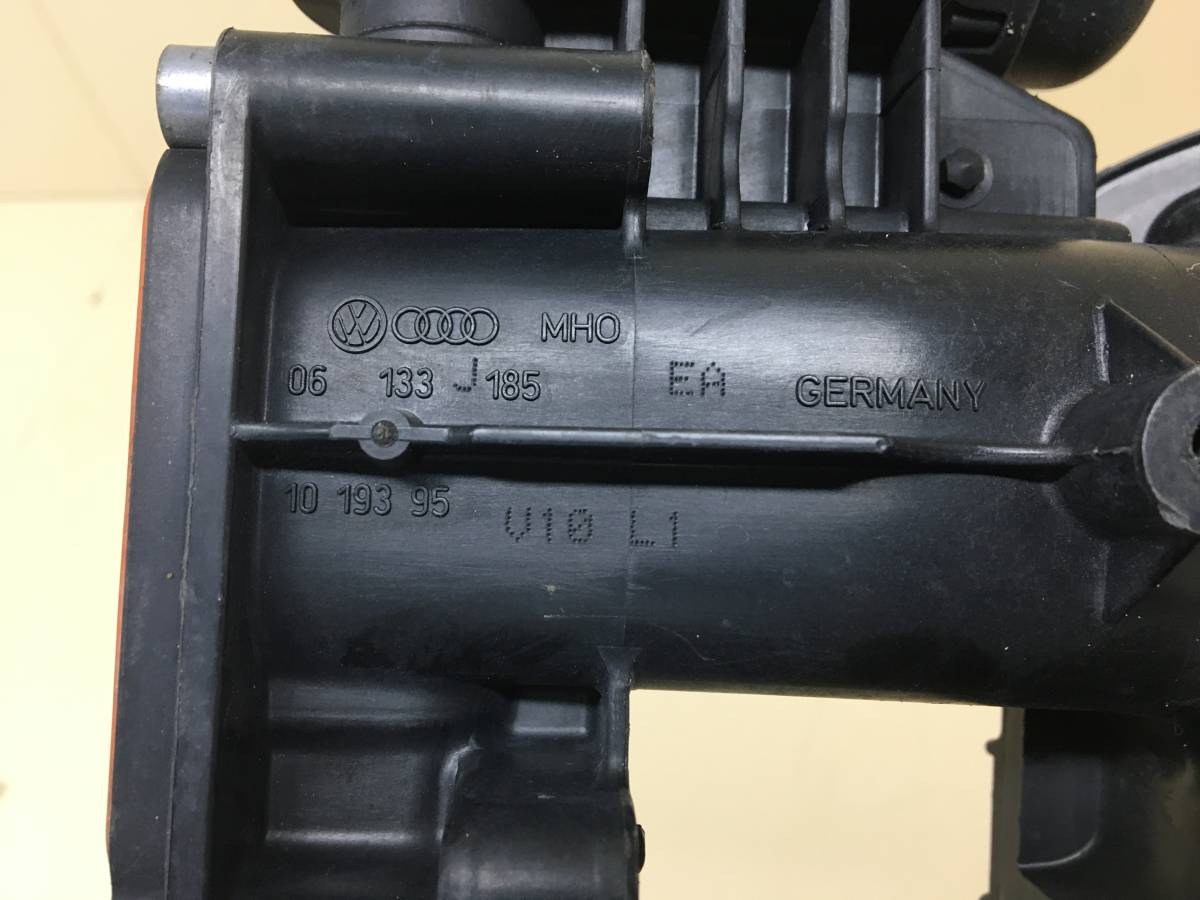 MHO
06 133 J 185 EA GERMANY
10 193 95
V10 L1